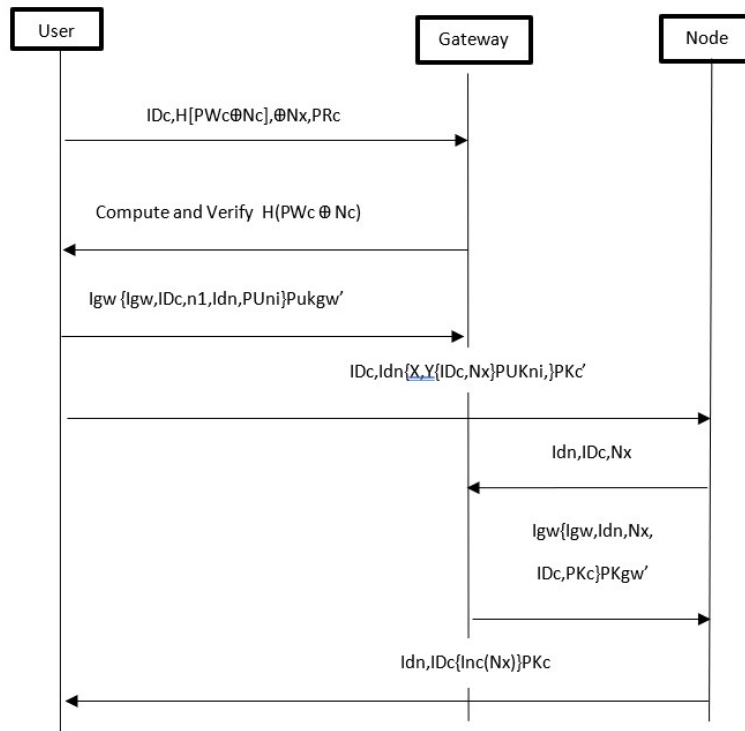 User
Gateway
Node
IDc,H[PWc⊕Nc],⊕Nx,PRc
Compute and Verify H(PWc ⊕ Nc)
Igw {Igw,IDc,n1,Idn,PUni}Pukgw’
IDc,Idn{X,Y{IDc,Nx}PUKni,}PKc’
Idn,IDc,Nx
Igw{Igw,Idn,Nx,
IDc,PKc}PKgw’
Idn,IDc{Inc(Nx)}PKc